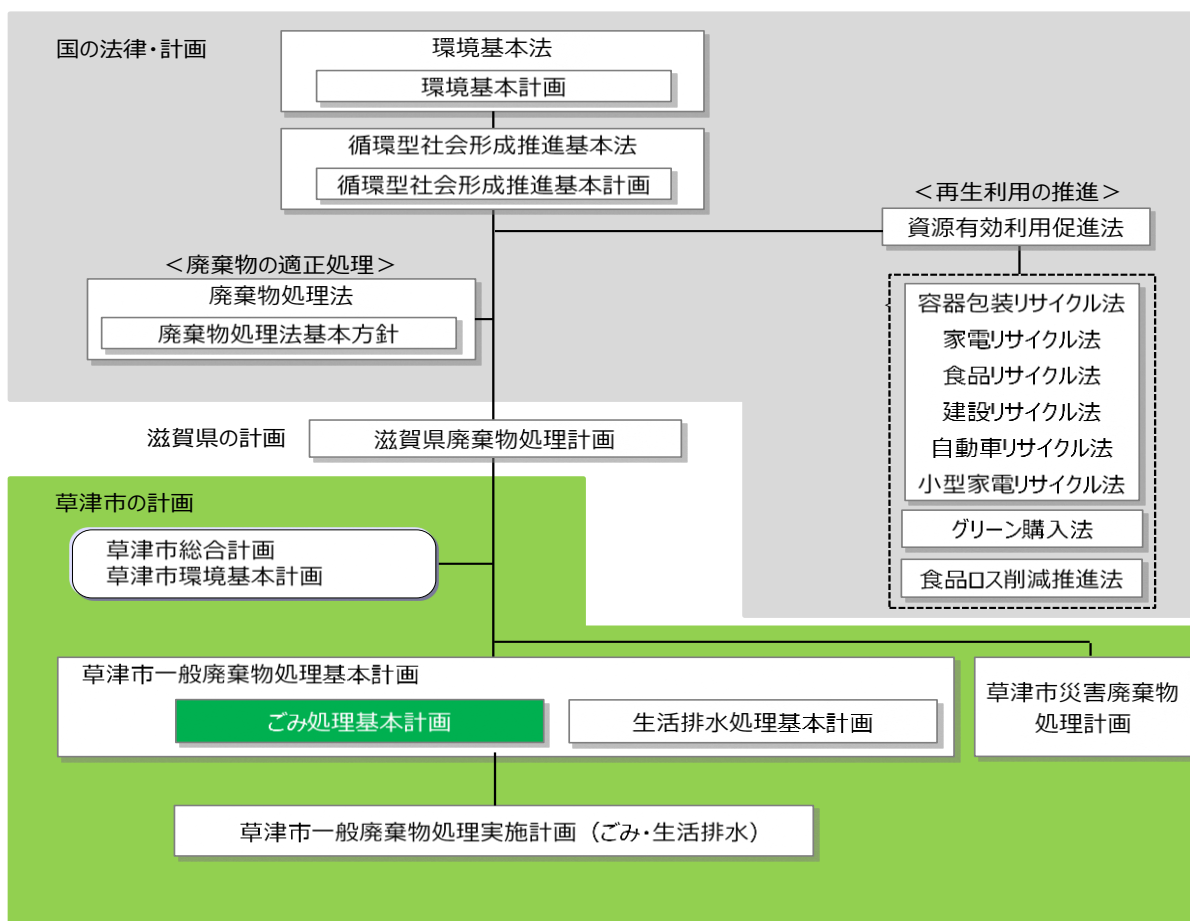 国の法律・計画
環境基本法
環境基本計画
循環型社会形成推進基本法
循環型社会形成推進基本計画
＜再生利用の推進＞
資源有効利用促進法
＜廃棄物の適正処理＞
廃棄物処理法
廃棄物処理法基本方針
容器包装リサイクル法
家電リサイクル法
食品リサイクル法
建設リサイクル法
自動車リサイクル法
小型家電リサイクル法
グリーン購入法
食品ロス削減推進法
滋賀県の計画
滋賀県廃棄物処理計画
草津市の計画
草津市総合計画
草津市環境基本計画
草津市一般廃棄物処理基本計画
ごみ処理基本計画
生活排水処理基本計画
草津市災害廃棄物
処理計画
草津市一般廃棄物処理実施計画（ごみ・生活排水）